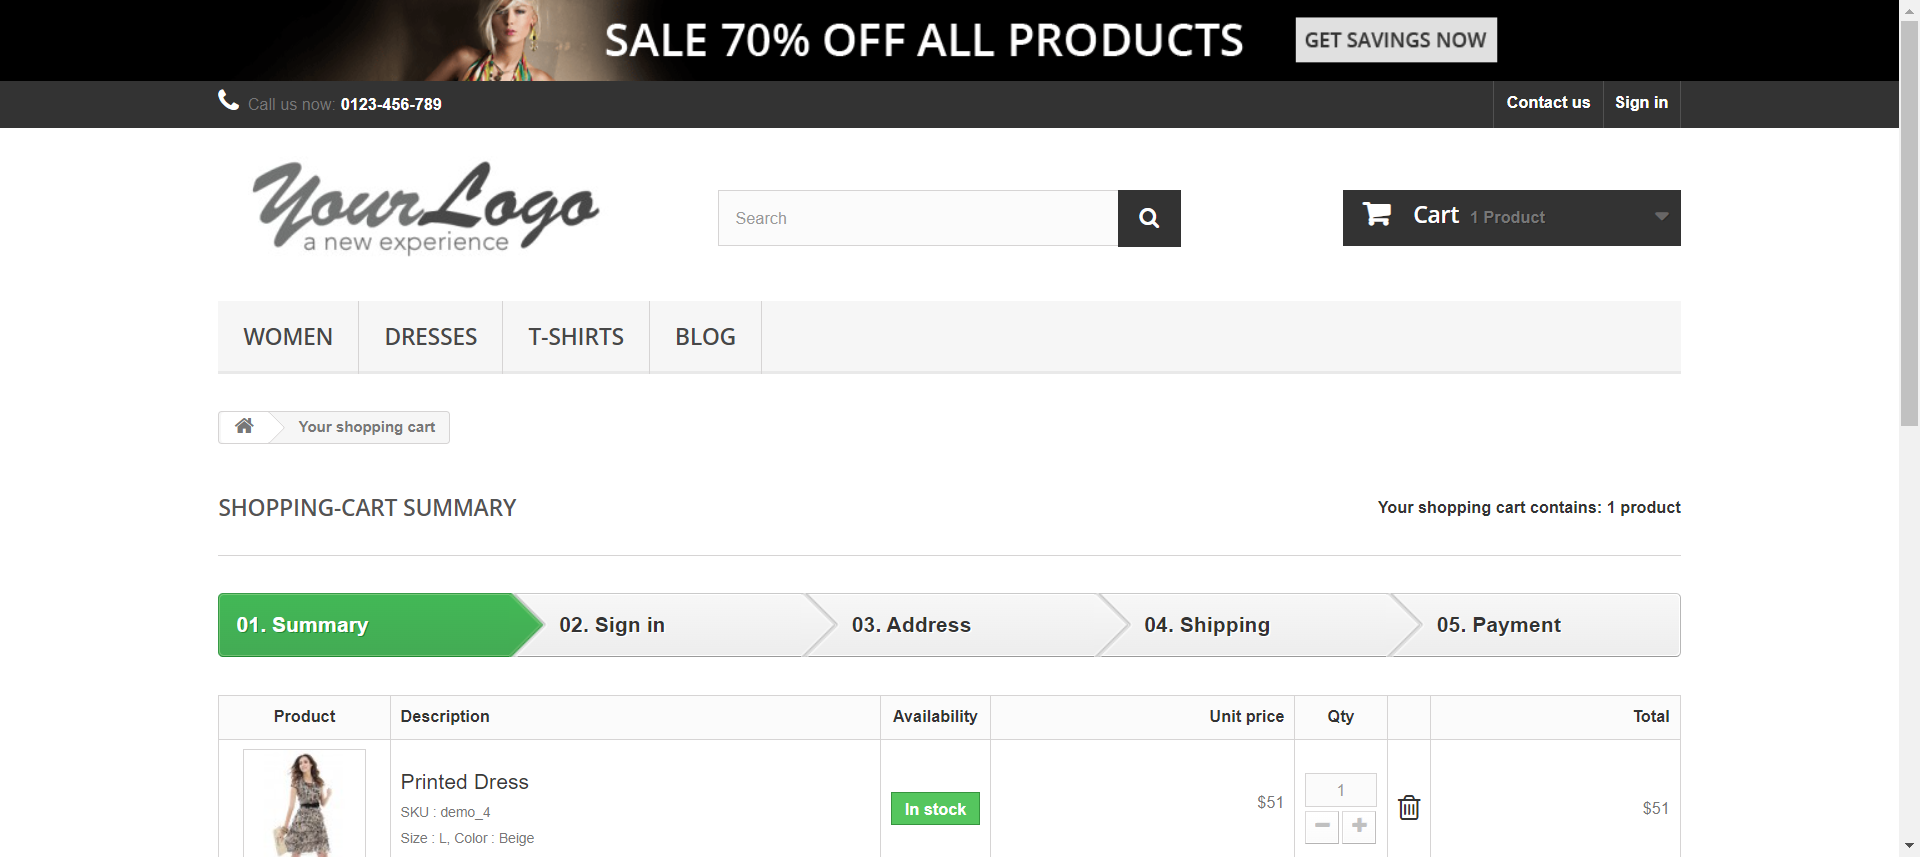 SALE 70% OFF ALL PRODUCTS GET SAVINGS NOW
Call us now: 0123-456-789
Contact us Sign in
YourLogo
a new experience
Search
Cart 1 Product
WOMEN DRESSES T-SHIRTS BLOG
Your shopping cart
SHOPPING-CART SUMMARY
Your shopping cart contains: 1 product
01. Summary 02. Sign in 03. Address 04. Shipping 05. Payment
Product Description Availability Unit price Qty Total
Printed Dress
SKU : demo_4
Size : L, Color : Beige
In stock
$51
1
$51